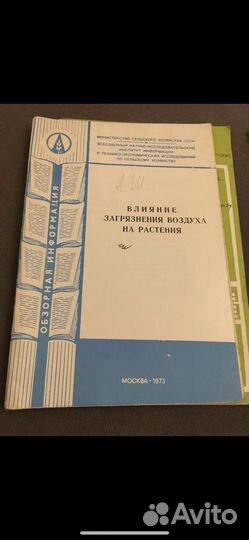 МИНИСТЕРСТВО СЕЛЬСКОГО ХОЗЯЙСТВА СССР
ВСЕСОЮЗНЫЙ НАУЧНО-ИССЛЕДОВАТЕЛЬСКИЙ
ИНСТИТУТ ИНФОРМАЦИИ
И ТЕХНИКО-ЭКОНОМИЧЕСКИХ ИССЛЕДОВАНИЙ
ПО СЕЛЬСКОМУ ХОЗЯЙСТВУ
ОБЗОРНАЯ ИНФОРМАЦИЯ
ВЛИЯНИЕ
ЗАГРЯЗНЕНИЯ ВОЗДУХА
НА РАСТЕНИЯ
МОСКВА - 1973
Avito